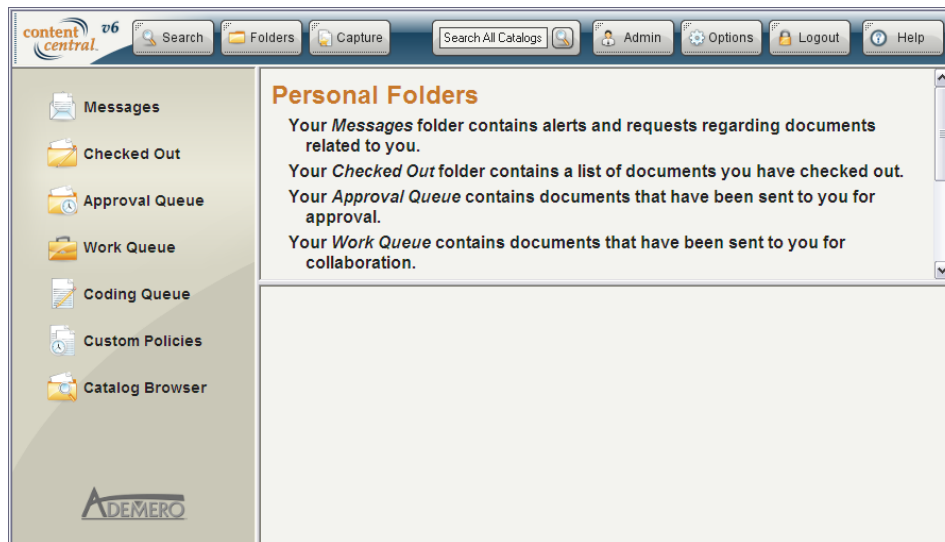 content central v6
Search
Folders
Capture
Search All Catalogs
Admin
Options
Logout
Help
Messages
Checked Out
Approval Queue
Work Queue
Coding Queue
Custom Policies
Catalog Browser
ADEMERO
Personal Folders
Your Messages folder contains alerts and requests regarding documents
related to you.
Your Checked Out folder contains a list of documents you have checked out.
Your Approval Queue contains documents that have been sent to you for
approval.
Your Work Queue contains documents that have been sent to you for
collaboration.